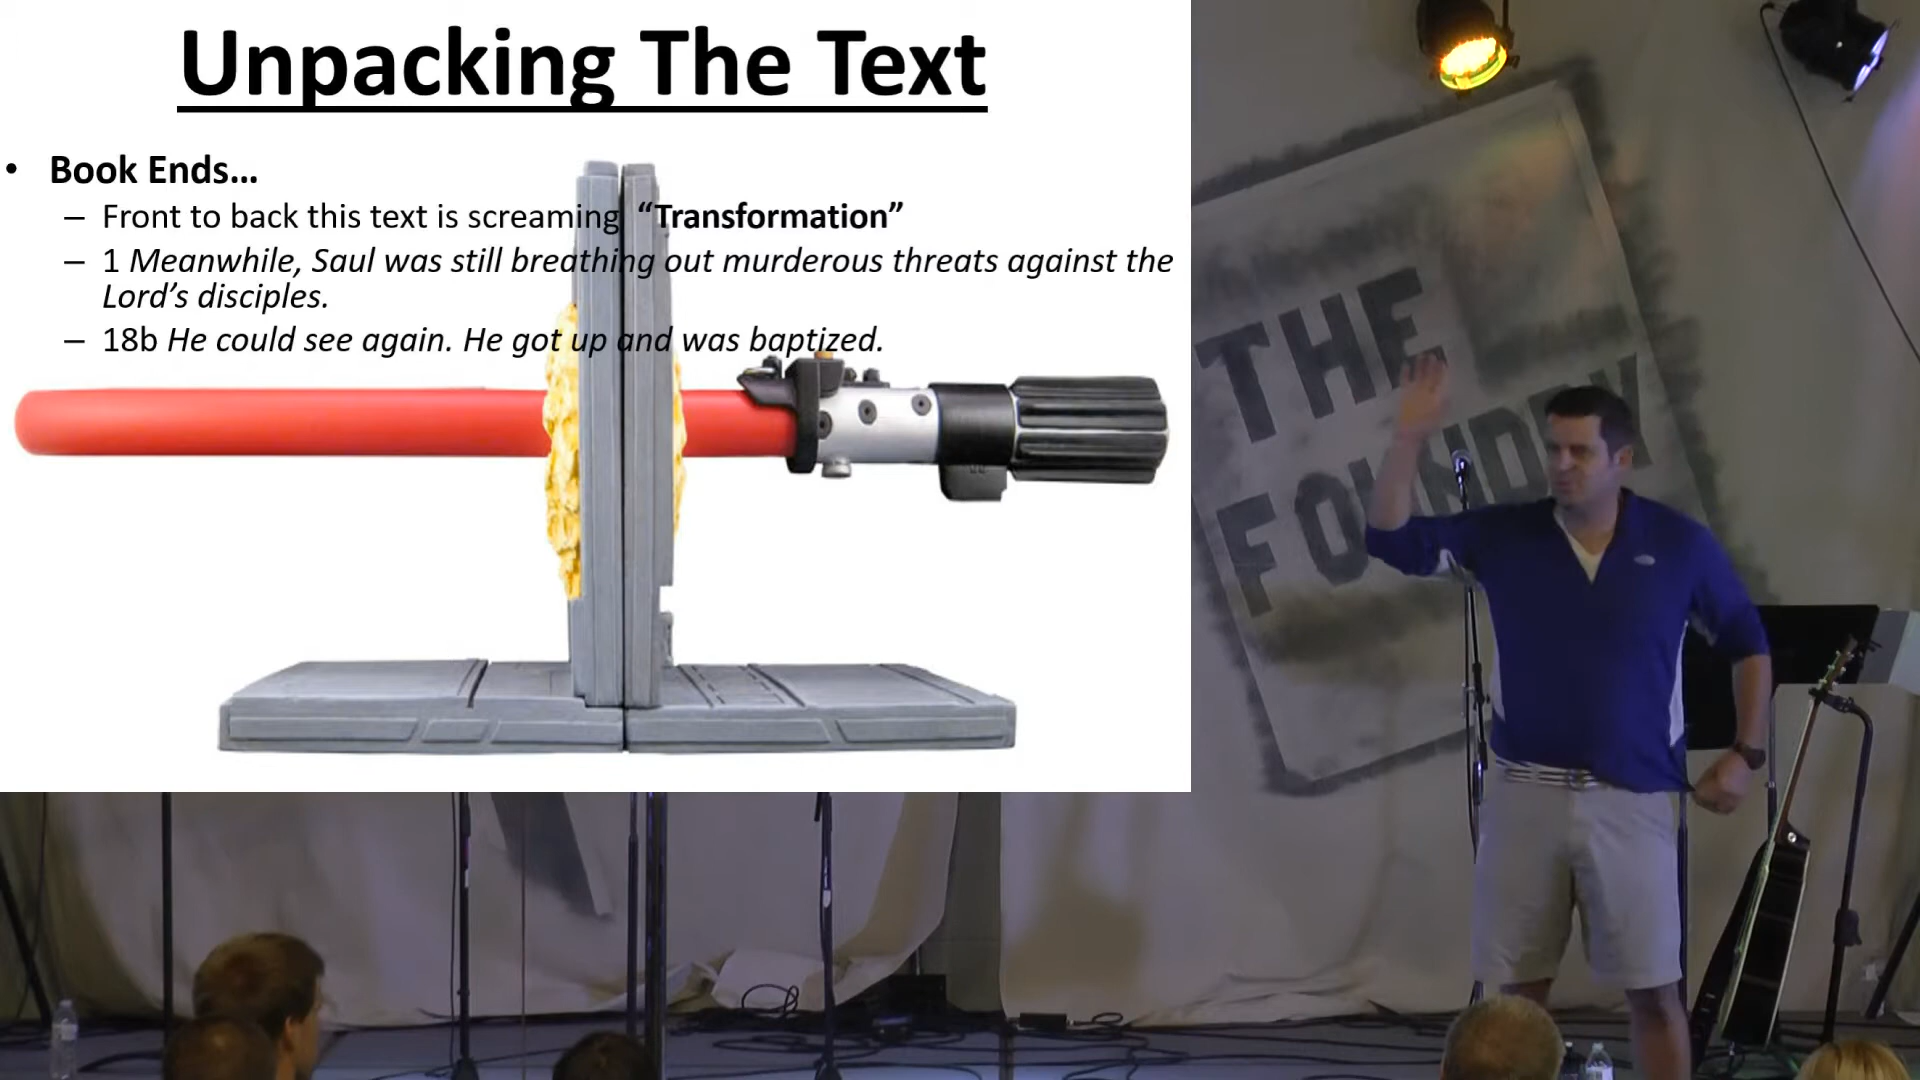 Unpacking The Text
• Book Ends…
– Front to back this text is screaming “Transformation”
– 1 Meanwhile, Saul was still breathing out murderous threats against the
Lord’s disciples.
– 18b He could see again. He got up and was baptized.
THE
FOUNDRY